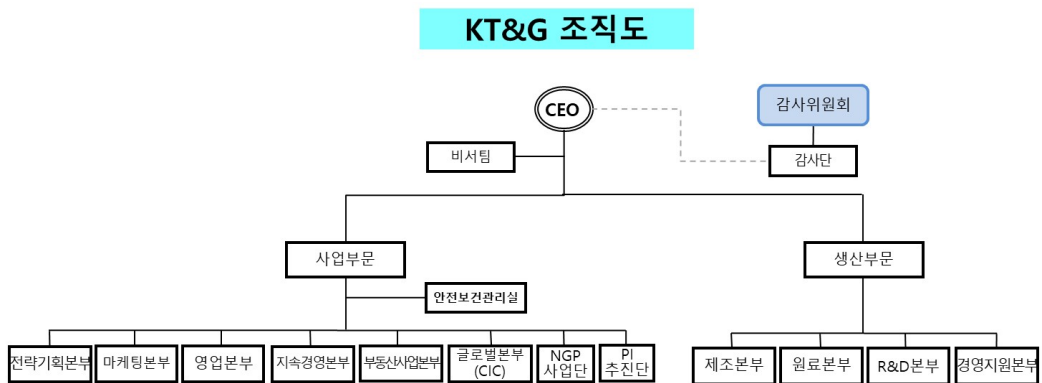 KT&G 조직도
CEO
감사위원회
비서팀
감사단
사업부문
생산부문
안전보건관리실
전략기획본부
마케팅본부
영업본부
지속경영본부
부동산사업본부
글로벌본부
(CIC)
NGP
사업단
PI
추진단
제조본부
원료본부
R&D본부
경영지원본부